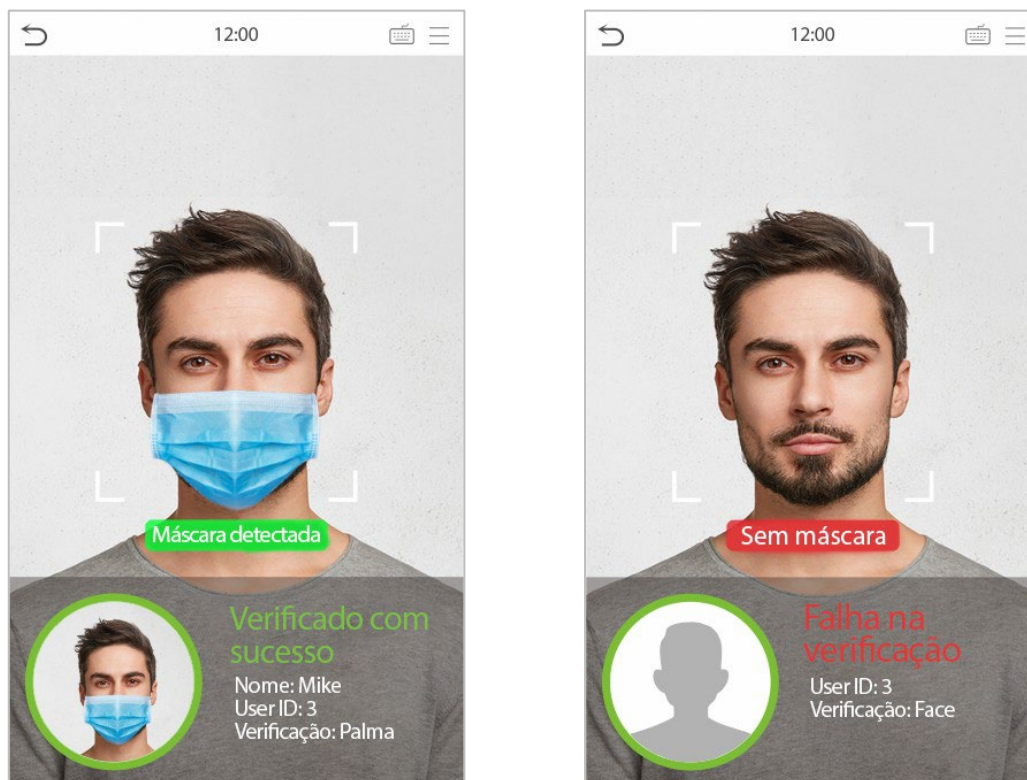 12:00
Máscara detectada
Verificado com
sucesso
Nome: Mike
User ID: 3
Verificação: Palma
12:00
Sem máscara
Falha na
verificação
User ID: 3
Verificação: Face